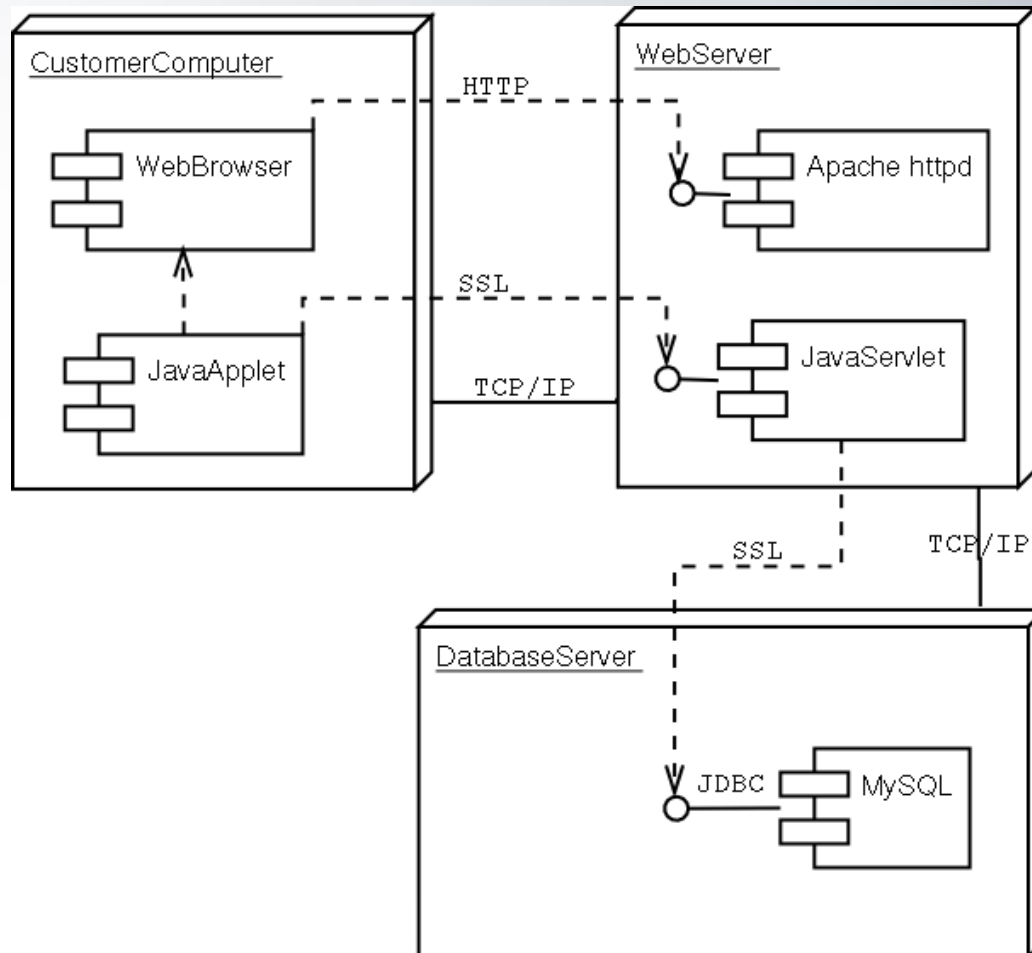 CustomerComputer
WebServer
HTTP
WebBrowser
Apache httpd
SSL
JavaApplet
JavaServlet
TCP/IP
SSL
TCP/IP
DatabaseServer
JDBC
MySQL